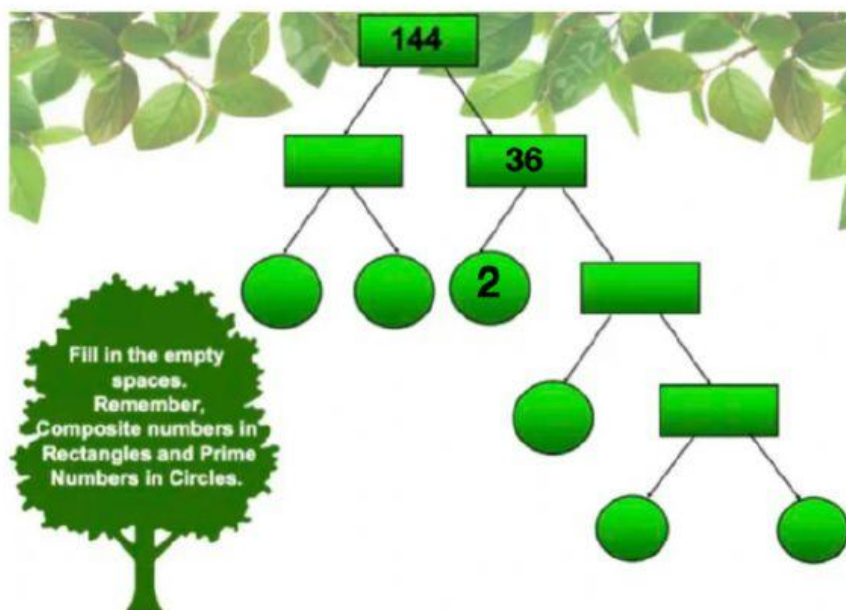 144
36
2
Fill in the empty
spaces.
Remember,
Composite numbers in
Rectangles and Prime
Numbers in Circles.